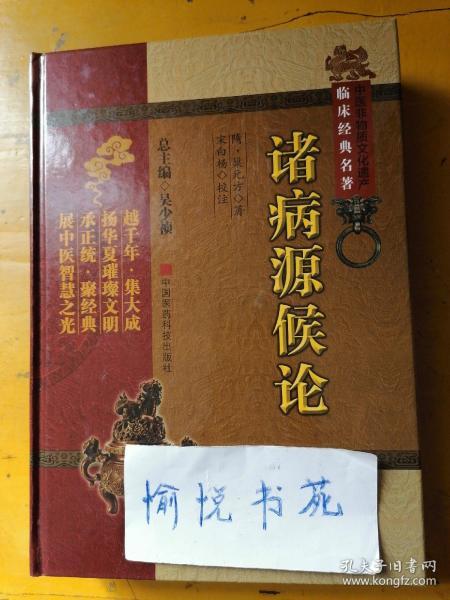 中医非物质文化遗产
临床经典名著
诸病源候论
隋·巢元方◇著
宋白杨◇校注
总主编◇吴少祯
中国医药科技出版社
越千年·集大成
扬华夏璀璨文明
承正统·聚经典
展中医智慧之光
愉悦书苑
孔夫子旧书网
www.kongfz.com